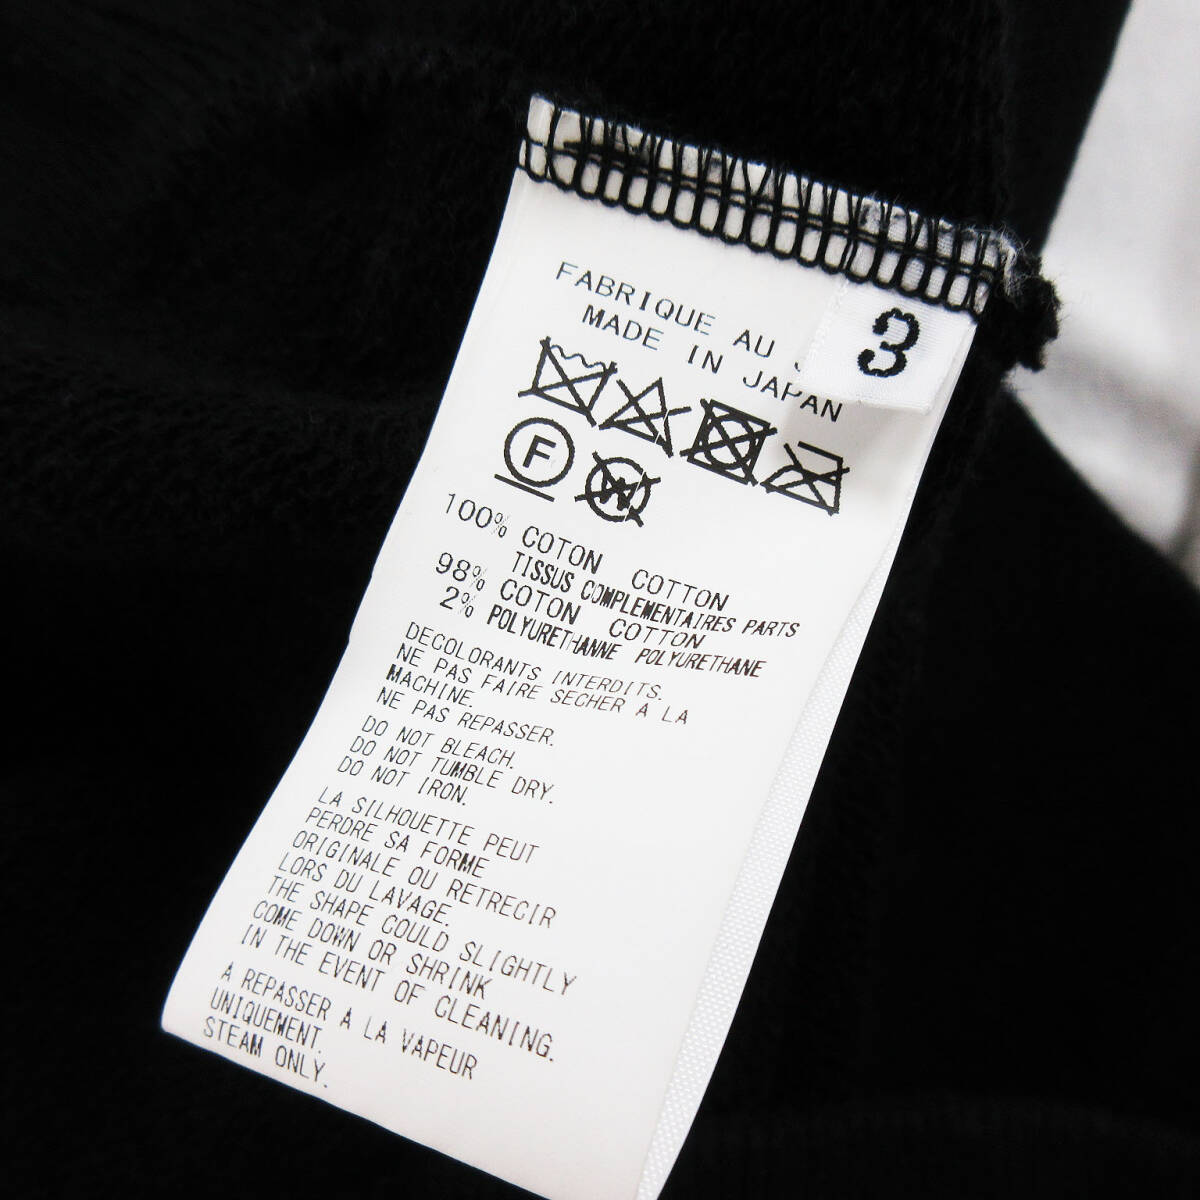 FABRIQUE AU
MADE IN JAPAN
3
F
W
100% COTON COTTON
TISSUS COMPLEMENTAIRES PARTS
98% COTON COTTON
2% POLYURETHANNE POLYURETHANE
DECOLORANTS INTERDITS.
NE PAS FAIRE SECHER A LA
MACHINE.
NE PAS REPASSER.
DO NOT BLEACH.
DO NOT TUMBLE DRY.
DO NOT IRON.
LA SILHOUETTE PEUT
PERDRE SA FORME
ORIGINALE OU RETRECIR
LORS DU LAVAGE.
THE SHAPE COULD SLIGHTLY
COME DOWN OR SHRINK
IN THE EVENT OF CLEANING.
A REPASSER A LA VAPEUR
UNIQUEMENT.
STEAM ONLY.